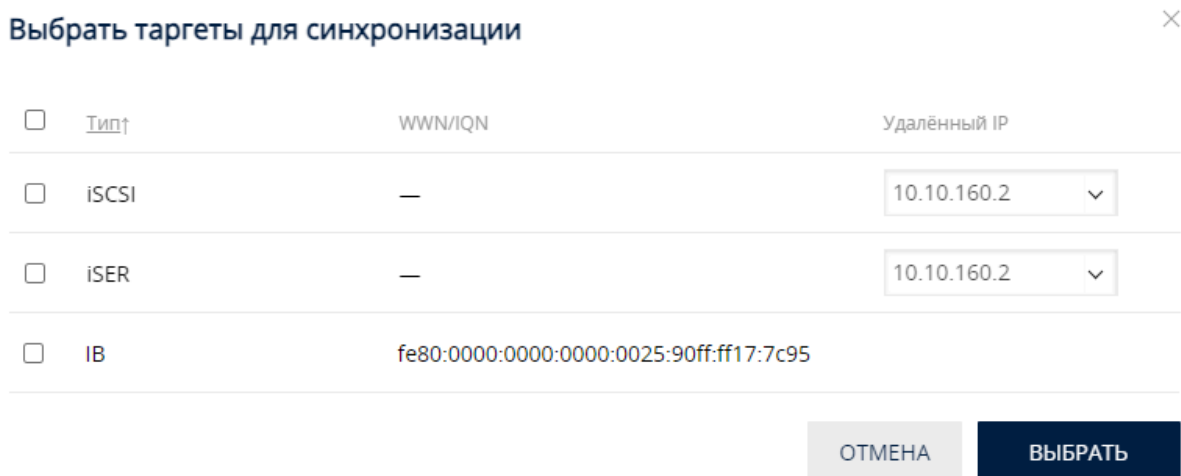 Выбрать таргеты для синхронизации
Тип↑ WWN/IQN Удалённый IP
iSCSI — 10.10.160.2
iSER — 10.10.160.2
IB fe80:0000:0000:0000:0025:90ff:ff17:7c95
ОТМЕНА ВЫБРАТЬ